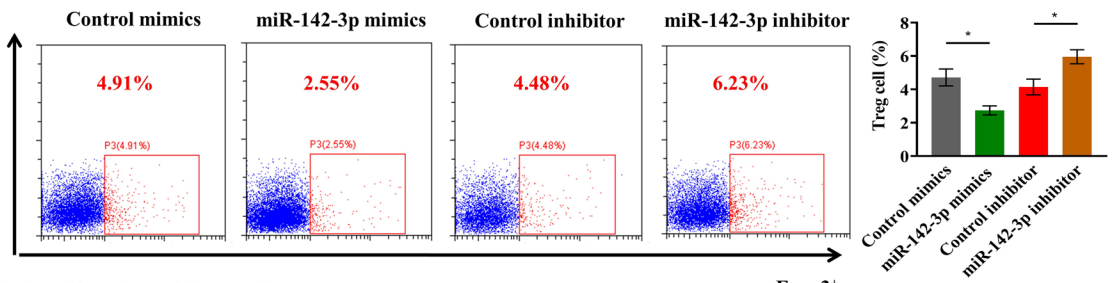 Control mimics
miR-142-3p mimics
Control inhibitor
miR-142-3p inhibitor
4.91%
2.55%
4.48%
6.23%
P3(4.91%)
P3(2.55%)
P3(4.48%)
P3(6.23%)
Treg cell (%)
8
6
4
2
0
*
*
Control mimics
miR-142-3p mimics
Control inhibitor
miR-142-3p inhibitor